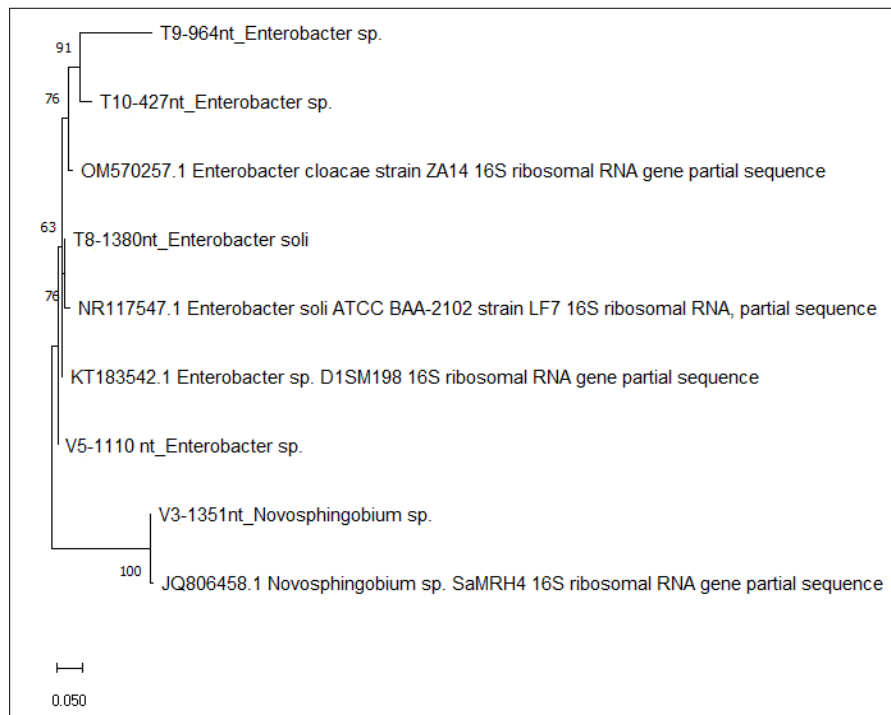 T9-964nt_Enterobacter sp.
91
76
T10-427nt_Enterobacter sp.
OM570257.1 Enterobacter cloacae strain ZA14 16S ribosomal RNA gene partial sequence
63
T8-1380nt_Enterobacter soli
76
NR117547.1 Enterobacter soli ATCC BAA-2102 strain LF7 16S ribosomal RNA, partial sequence
KT183542.1 Enterobacter sp. D1SM198 16S ribosomal RNA gene partial sequence
V5-1110 nt_Enterobacter sp.
V3-1351nt_Novosphingobium sp.
100
JQ806458.1 Novosphingobium sp. SaMRH4 16S ribosomal RNA gene partial sequence
0.050